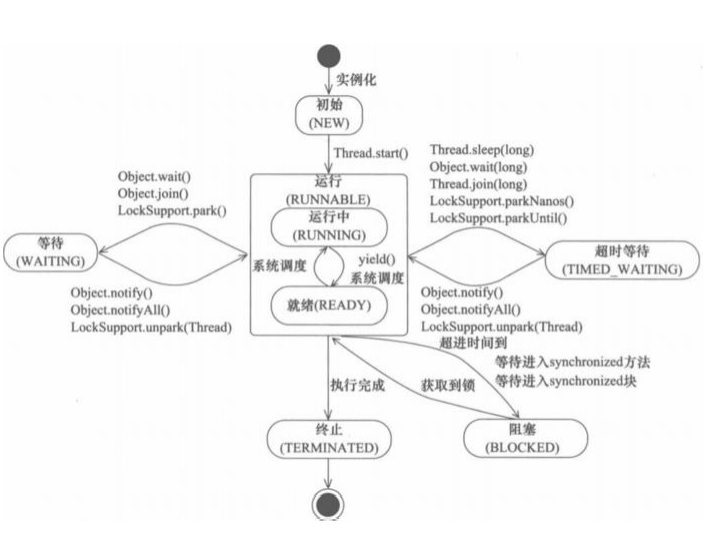 实例化
初始
(NEW)
Thread.start()
Object.wait()
Object.join()
LockSupport.park()
Thread.sleep(long)
Object.wait(long)
Thread.join(long)
LockSupport.parkNanos()
LockSupport.parkUntil()
运行
(RUNNABLE)
运行中
(RUNNING)
等待
(WAITING)
系统调度
yield()
系统调度
超时等待
(TIMED_WAITING)
就绪(READY)
Object.notify()
Object.notifyAll()
LockSupport.unpark(Thread)
Object.notify()
Object.notifyAll()
LockSupport.unpark(Thread)
超进时间到
等待进入synchronized方法
等待进入synchronized块
执行完成
获取到锁
终止
(TERMINATED)
阻塞
(BLOCKED)